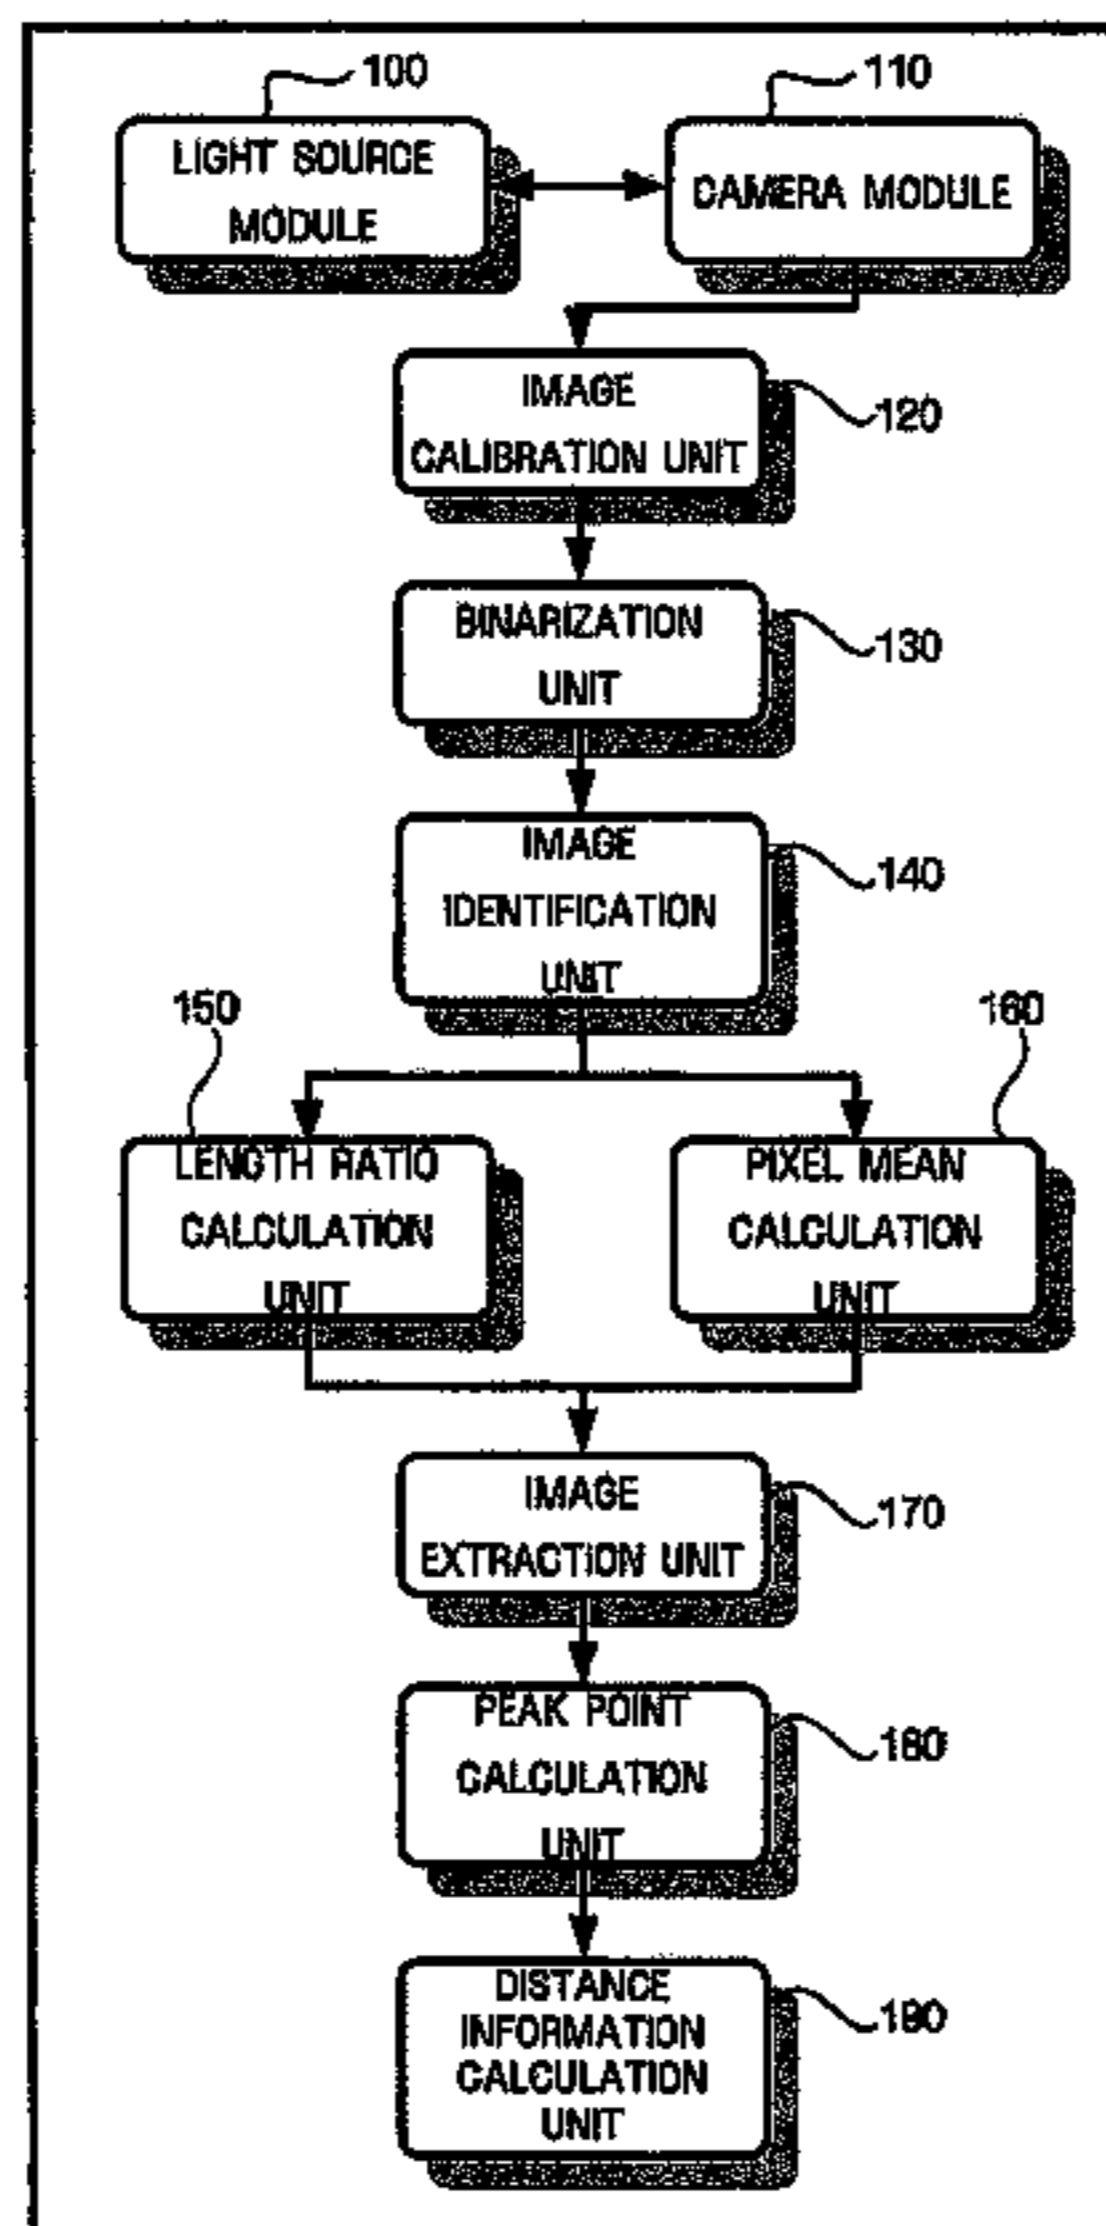 100
110
LIGHT SOURCE
MODULE
CAMERA MODULE
IMAGE
CALIBRATION UNIT
120
BINARIZATION
UNIT
130
IMAGE
IDENTIFICATION
UNIT
140
150
160
LENGTH RATIO
CALCULATION
UNIT
PIXEL MEAN
CALCULATION
UNIT
IMAGE
EXTRACTION UNIT
170
PEAK POINT
CALCULATION
UNIT
180
DISTANCE
INFORMATION
CALCULATION
UNIT
190